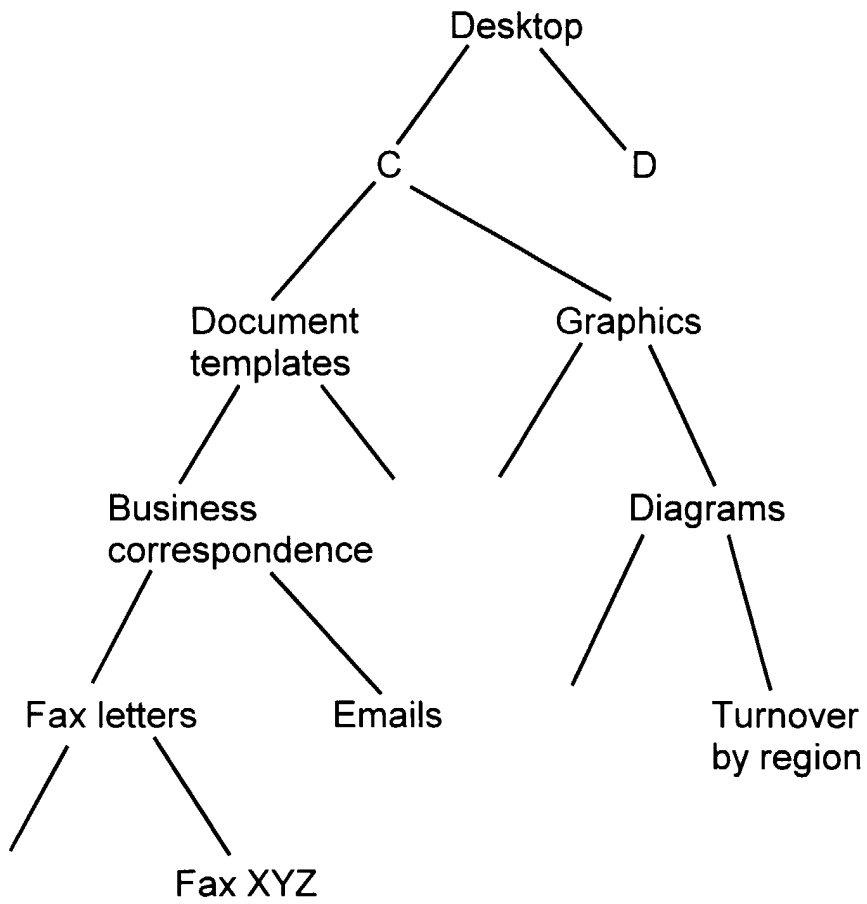 Desktop
C
D
Document
templates
Graphics
Business
correspondence
Diagrams
Fax letters
Emails
Turnover
by region
Fax XYZ